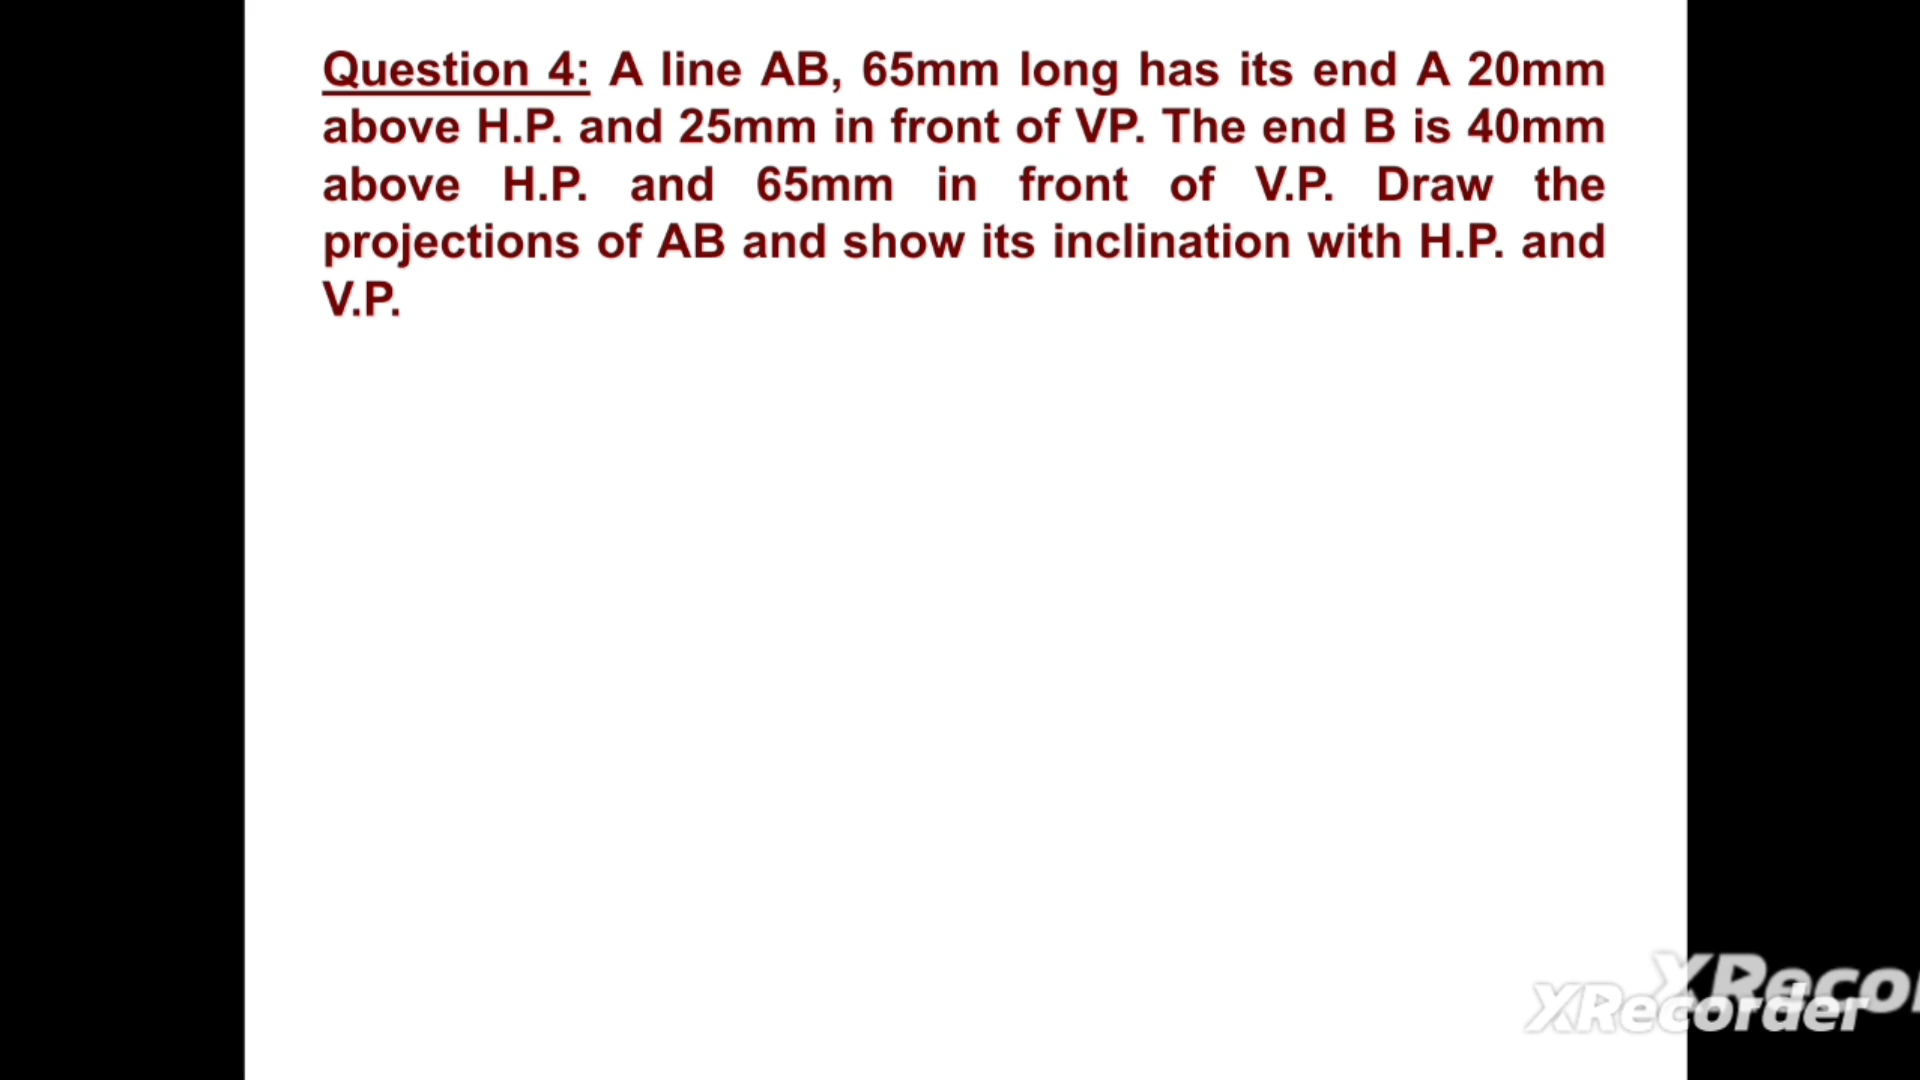 Question 4: A line AB, 65mm long has its end A 20mm
above H.P. and 25mm in front of VP. The end B is 40mm
above H.P. and 65mm in front of V.P. Draw the
projections of AB and show its inclination with H.P. and
V.P.
XRecor
XRecorder